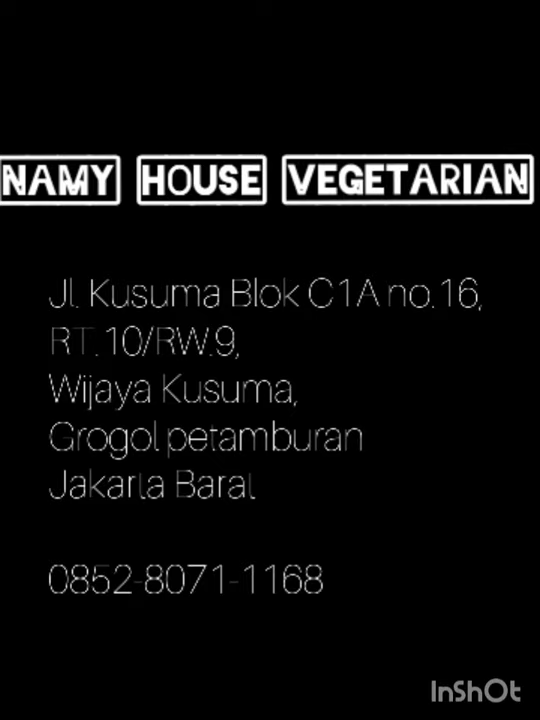 NAMY HOUSE VEGETARIAN
Jl. Kusuma Blok C1A no.16,
RT.10/RW.9,
Wijaya Kusuma,
Grogol petamburan
Jakarta Barat
0852-8071-1168
InShOt